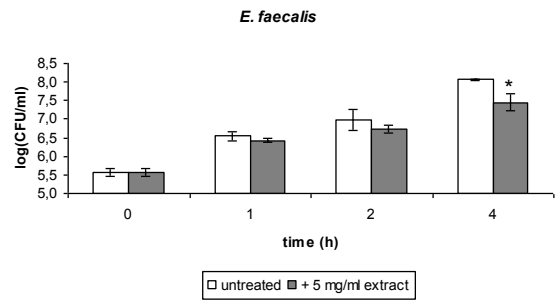 E. faecalis
log(CFU/ml)
8,5
8,0
7,5
7,0
6,5
6,0
5,5
5,0
*
0 1 2 4
time (h)
untreated + 5 mg/ml extract